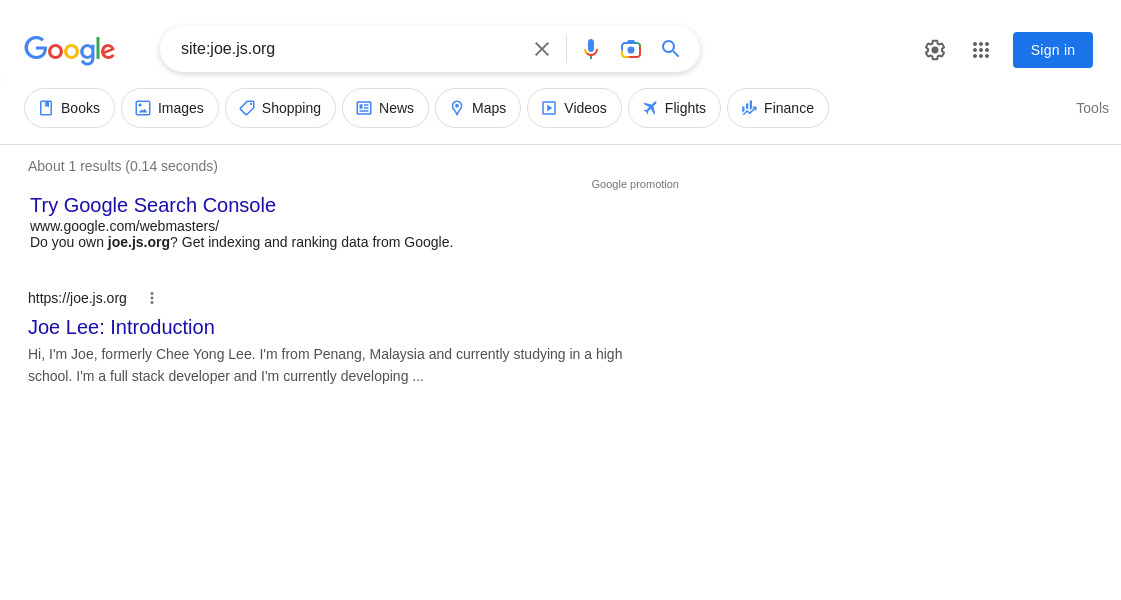 Google
site:joe.js.org
Sign in
Books Images Shopping News Maps Videos Flights Finance Tools
About 1 results (0.14 seconds)
Google promotion
Try Google Search Console
www.google.com/webmasters/
Do you own joe.js.org? Get indexing and ranking data from Google.
https://joe.js.org
Joe Lee: Introduction
Hi, I'm Joe, formerly Chee Yong Lee. I'm from Penang, Malaysia and currently studying in a high
school. I'm a full stack developer and I'm currently developing ...